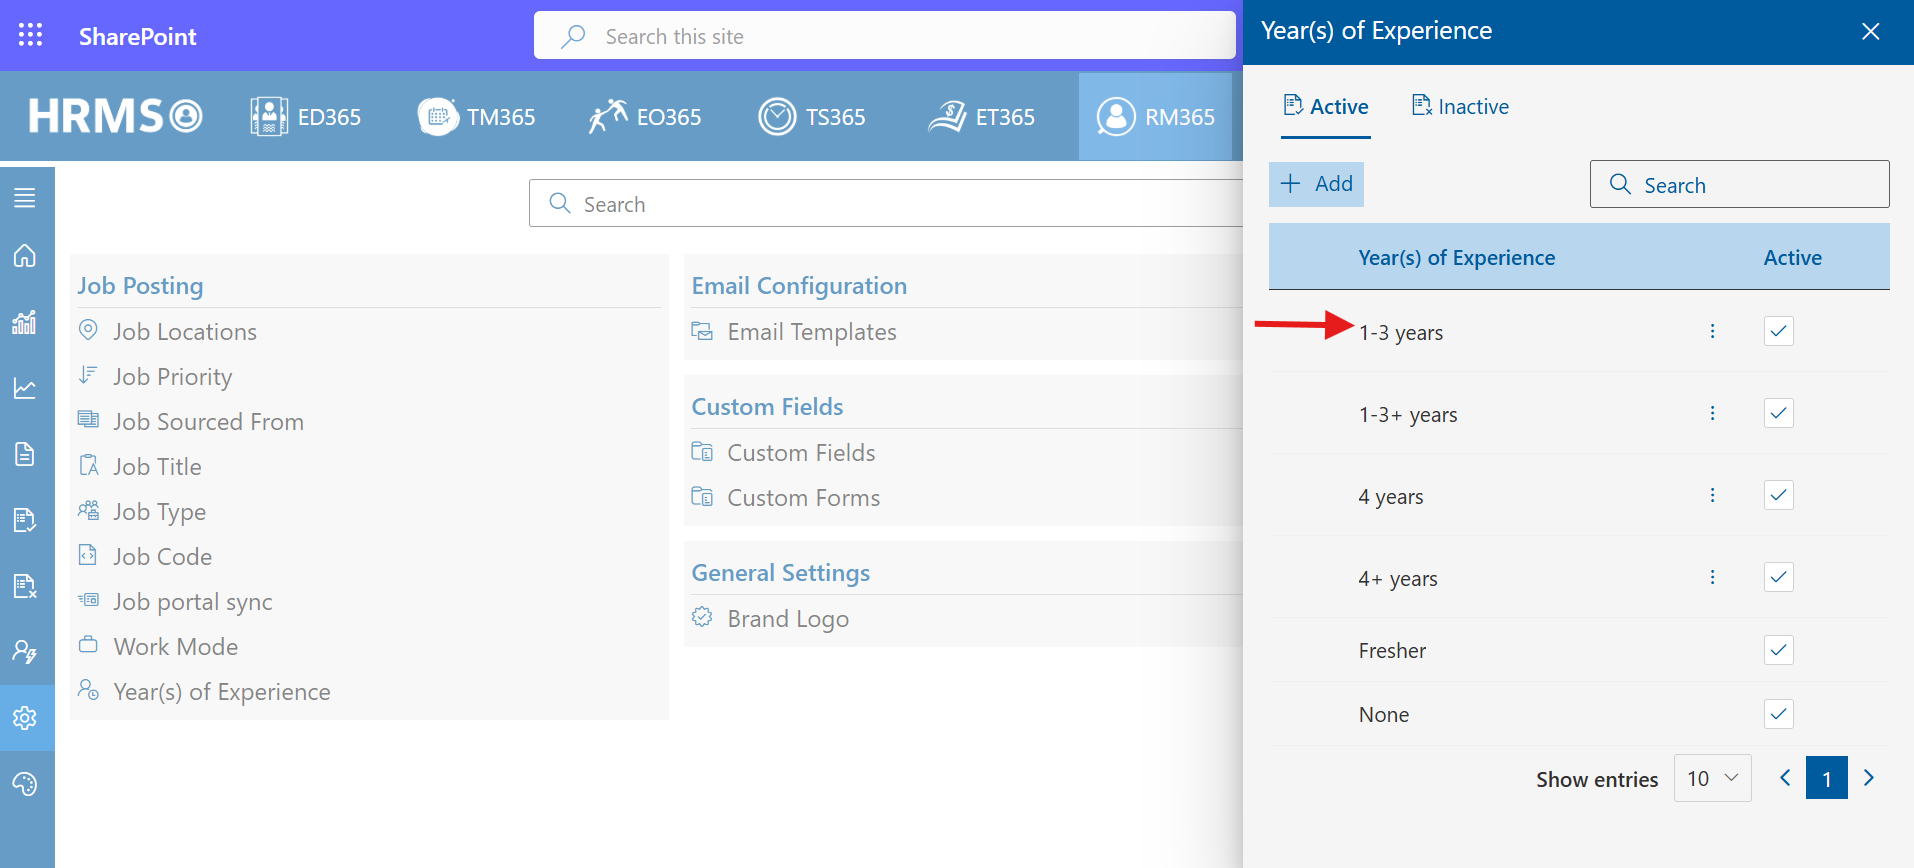 SharePoint
Search this site
HRMS
ED365
TM365
EO365
TS365
ET365
RM365
Search
Job Posting
Job Locations
Job Priority
Job Sourced From
Job Title
Job Type
Job Code
Job portal sync
Work Mode
Year(s) of Experience
Email Configuration
Email Templates
Custom Fields
Custom Fields
Custom Forms
General Settings
Brand Logo
Year(s) of Experience
Active
Inactive
Add
Search
Year(s) of Experience Active
1-3 years
1-3+ years
4 years
4+ years
Fresher
None
Show entries 10 1